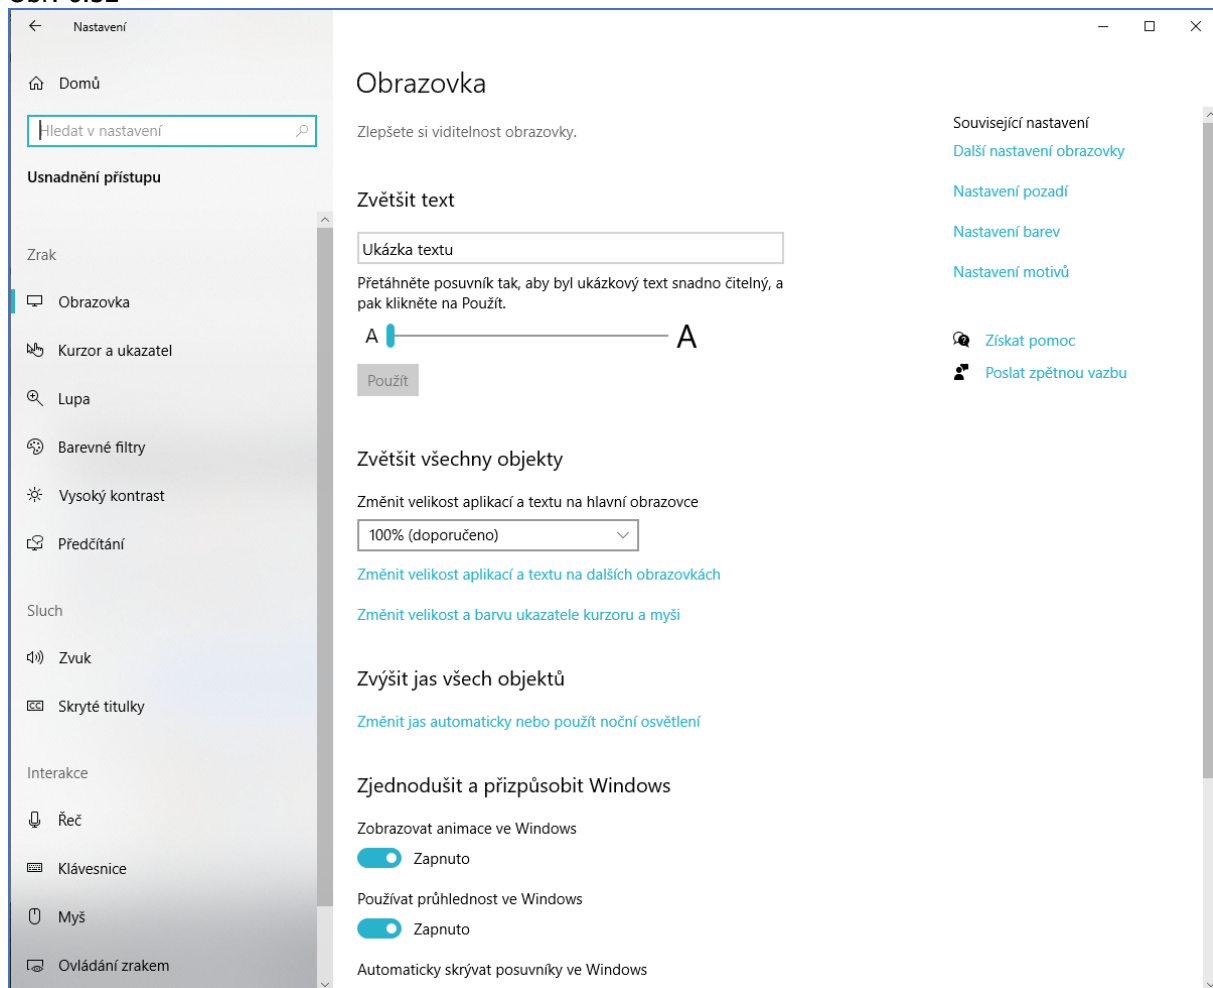 Nastavení
Domů
Hledat v nastavení
Usnadnění přístupu
Zrak
Obrazovka
Kurzor a ukazatel
Lupa
Barevné filtry
Vysoký kontrast
Předčítání
Sluch
Zvuk
Skryté titulky
Interakce
Řeč
Klávesnice
Myš
Ovládání zrakem
Obrazovka
Zlepšete si viditelnost obrazovky.
Zvětšit text
Ukázka textu
Přetáhněte posuvník tak, aby byl ukázkový text snadno čitelný, a
pak klikněte na Použít.
A A
Použít
Zvětšit všechny objekty
Změnit velikost aplikací a textu na hlavní obrazovce
100% (doporučeno)
Změnit velikost aplikací a textu na dalších obrazovkách
Změnit velikost a barvu ukazatele kurzoru a myši
Zvýšit jas všech objektů
Změnit jas automaticky nebo použít noční osvětlení
Zjednodušit a přizpůsobit Windows
Zobrazovat animace ve Windows
Zapnuto
Používat průhlednost ve Windows
Zapnuto
Automaticky skrývat posuvníky ve Windows
Související nastavení
Další nastavení obrazovky
Nastavení pozadí
Nastavení barev
Nastavení motivů
Získat pomoc
Poslat zpětnou vazbu